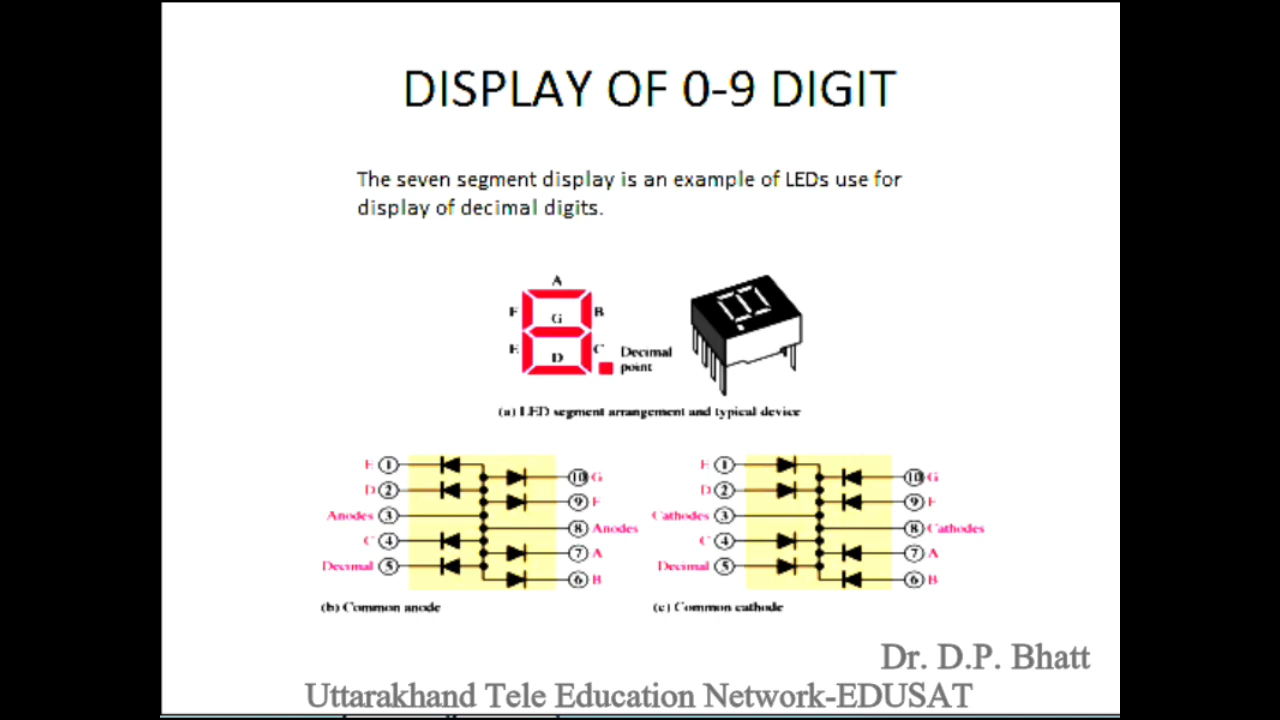 DISPLAY OF 0-9 DIGIT
The seven segment display is an example of LEDs use for
display of decimal digits.
A
F
B
G
E
C
D
Decimal
point
(a) LED segment arrangement and typical device
E 1
10 G
D 2
9 F
Anodes 3
8 Anodes
C 4
7 A
Decimal 5
6 B
(b) Common anode
E 1
10 G
D 2
9 F
Cathodes 3
8 Cathodes
C 4
7 A
Decimal 5
6 B
(c) Common cathode
Dr. D.P. Bhatt
Uttarakhand Tele Education Network-EDUSAT